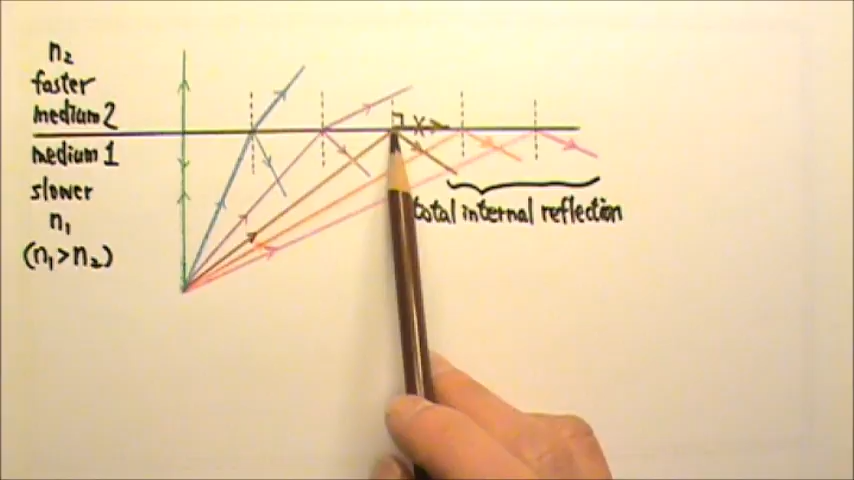 n₂
faster
medium 2
medium 1
slower
n₁
(n₁>n₂)
total internal reflection